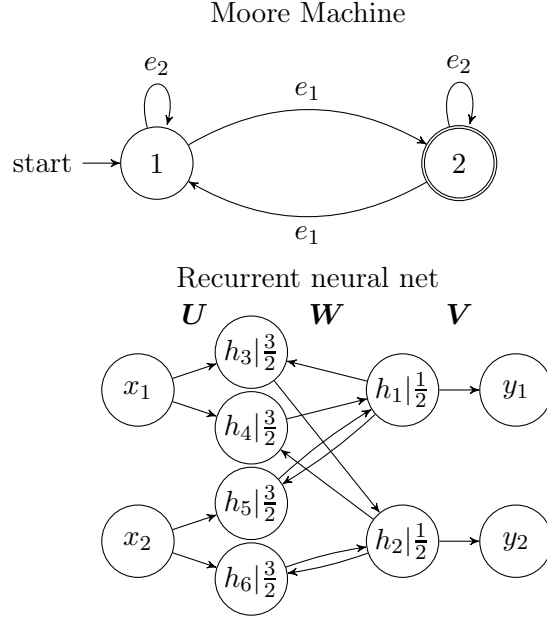 Moore Machine
e₂ e₂
e₁
start 1 2
e₁
Recurrent neural net
U W V
h₃|3/2
x₁ h₁|1/2 y₁
h₄|3/2
h₅|3/2
x₂ h₂|1/2 y₂
h₆|3/2